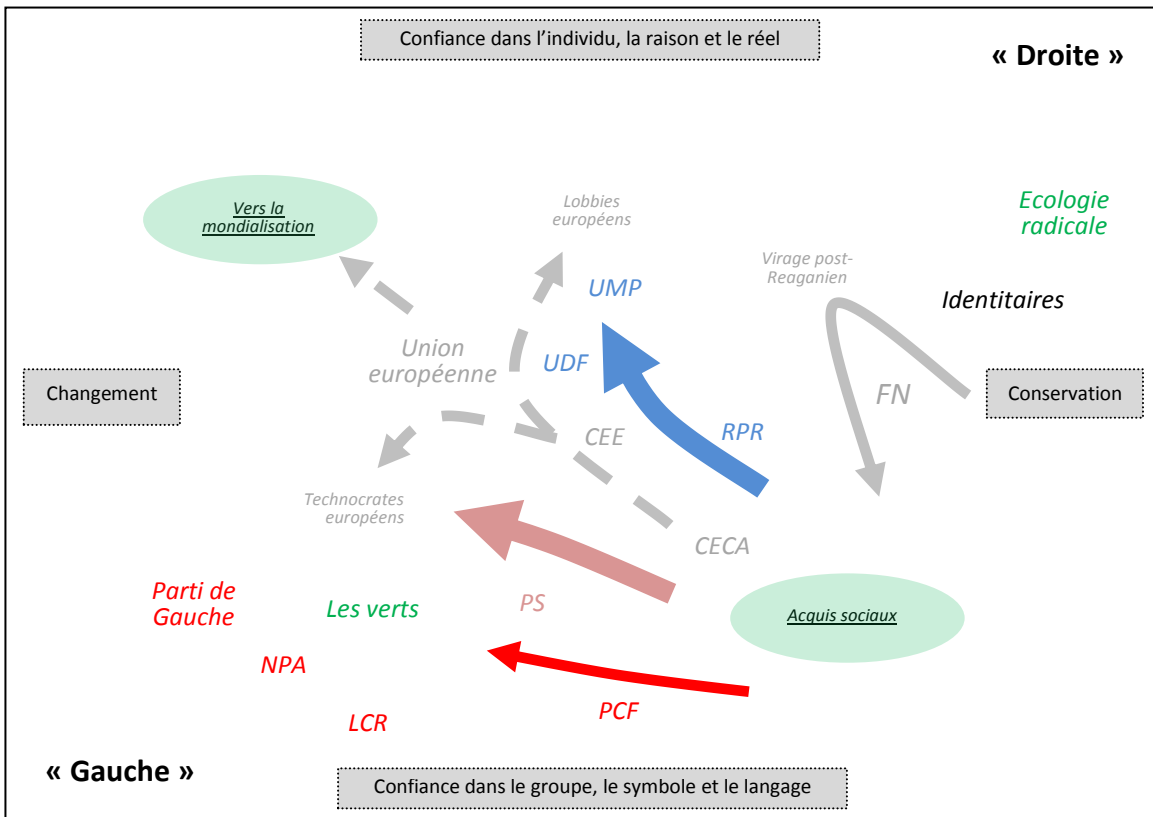 Confiance dans l’individu, la raison et le réel
« Droite »
Vers la
mondialisation
Lobbies
européens
Ecologie
radicale
Virage post-
Reaganien
UMP
Identitaires
Union
européenne
UDF
Changement
FN
Conservation
RPR
CEE
Technocrates
européens
CECA
Parti de
Gauche
Les verts
PS
Acquis sociaux
NPA
PCF
LCR
« Gauche »
Confiance dans le groupe, le symbole et le langage